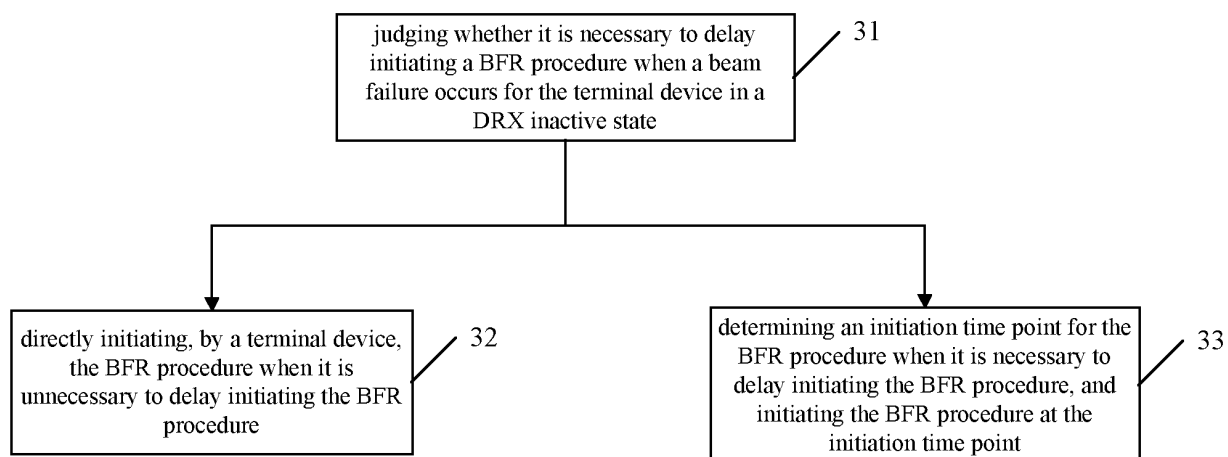 judging whether it is necessary to delay
initiating a BFR procedure when a beam
failure occurs for the terminal device in a
DRX inactive state
31
directly initiating, by a terminal device,
the BFR procedure when it is
unnecessary to delay initiating the BFR
procedure
32
determining an initiation time point for the
BFR procedure when it is necessary to
delay initiating the BFR procedure, and
initiating the BFR procedure at the
initiation time point
33